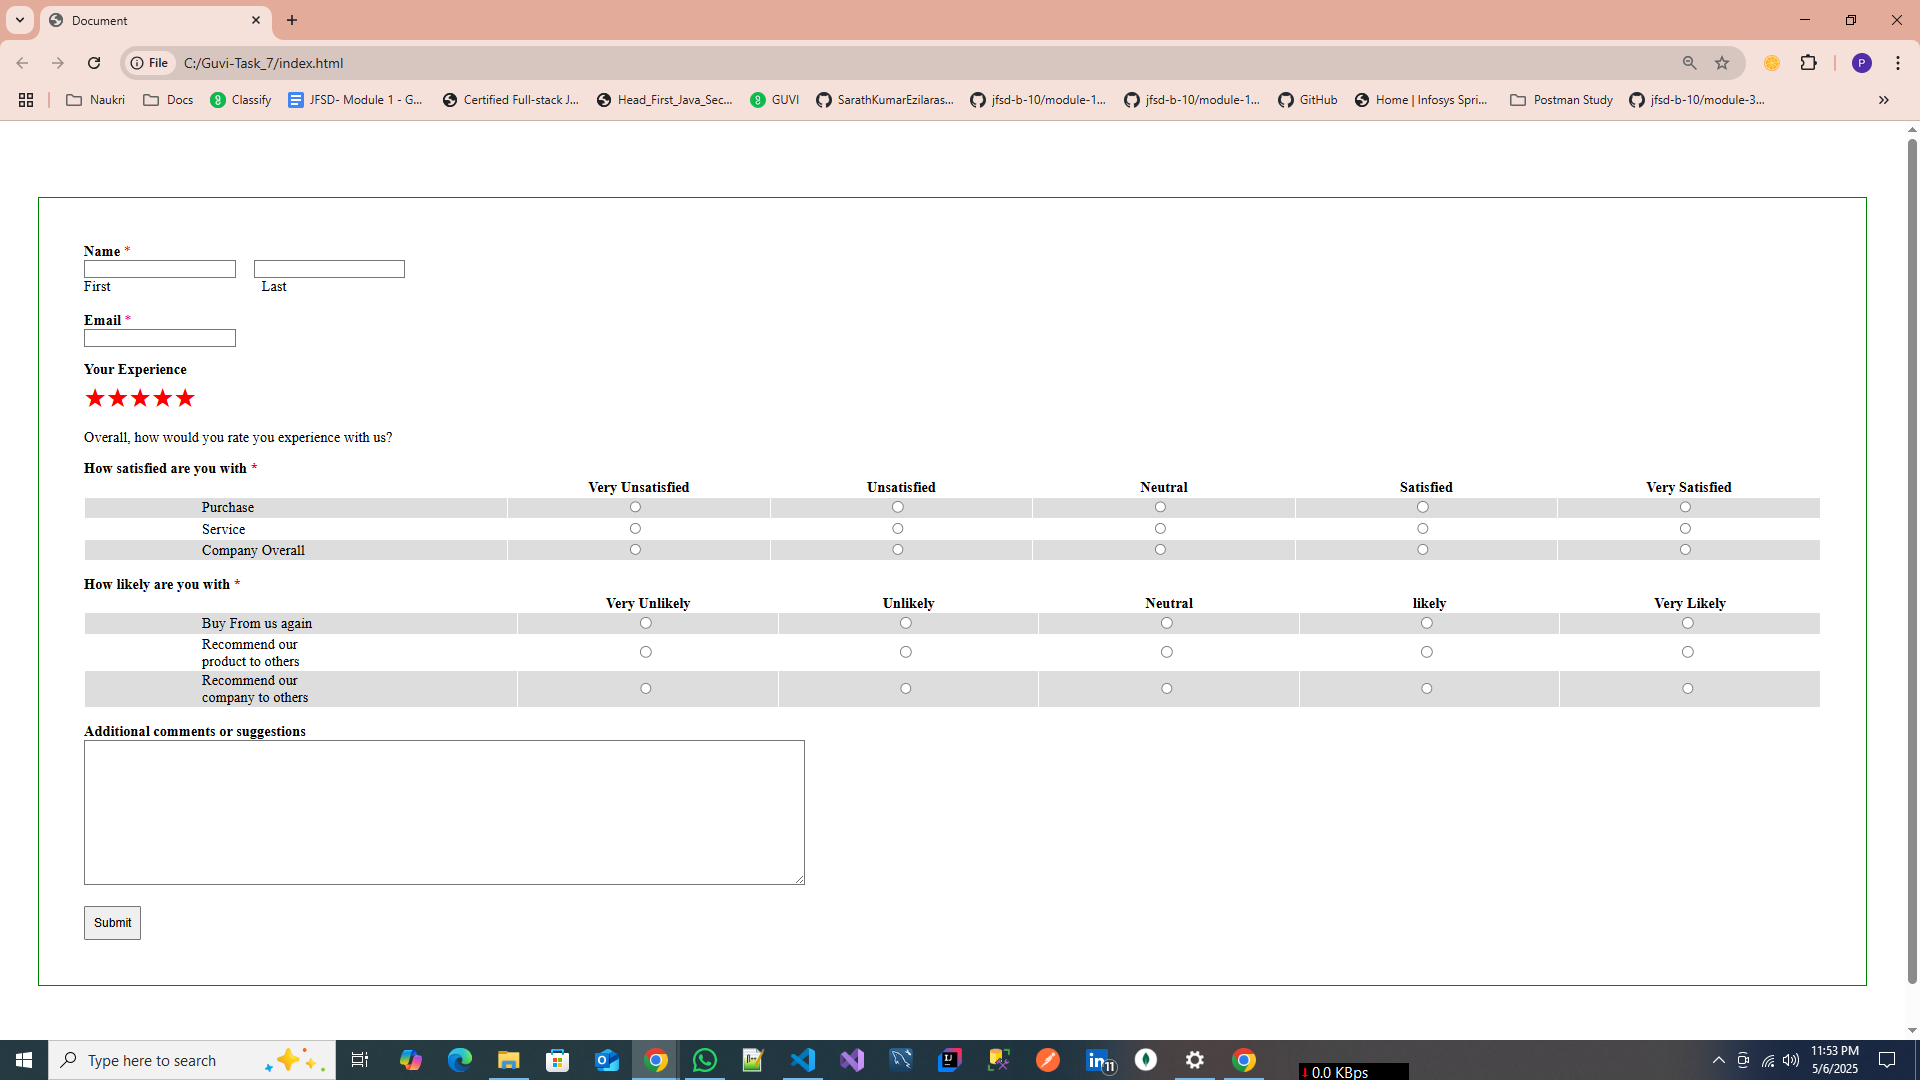 Document
File C:/Guvi-Task_7/index.html
P
Naukri Docs Classify JFSD- Module 1 - G... Certified Full-stack J... Head_First_Java_Sec... GUVI SarathKumarEzilaras... jfsd-b-10/module-1... jfsd-b-10/module-1... GitHub Home | Infosys Spri... Postman Study jfsd-b-10/module-3...
Name *
First Last
Email *
Your Experience
★★★★★
Overall, how would you rate you experience with us?
How satisfied are you with *
Very Unsatisfied Unsatisfied Neutral Satisfied Very Satisfied
Purchase
Service
Company Overall
How likely are you with *
Very Unlikely Unlikely Neutral likely Very Likely
Buy From us again
Recommend our
product to others
Recommend our
company to others
Additional comments or suggestions
Submit
Type here to search
11
0.0 KBps
11:53 PM
5/6/2025